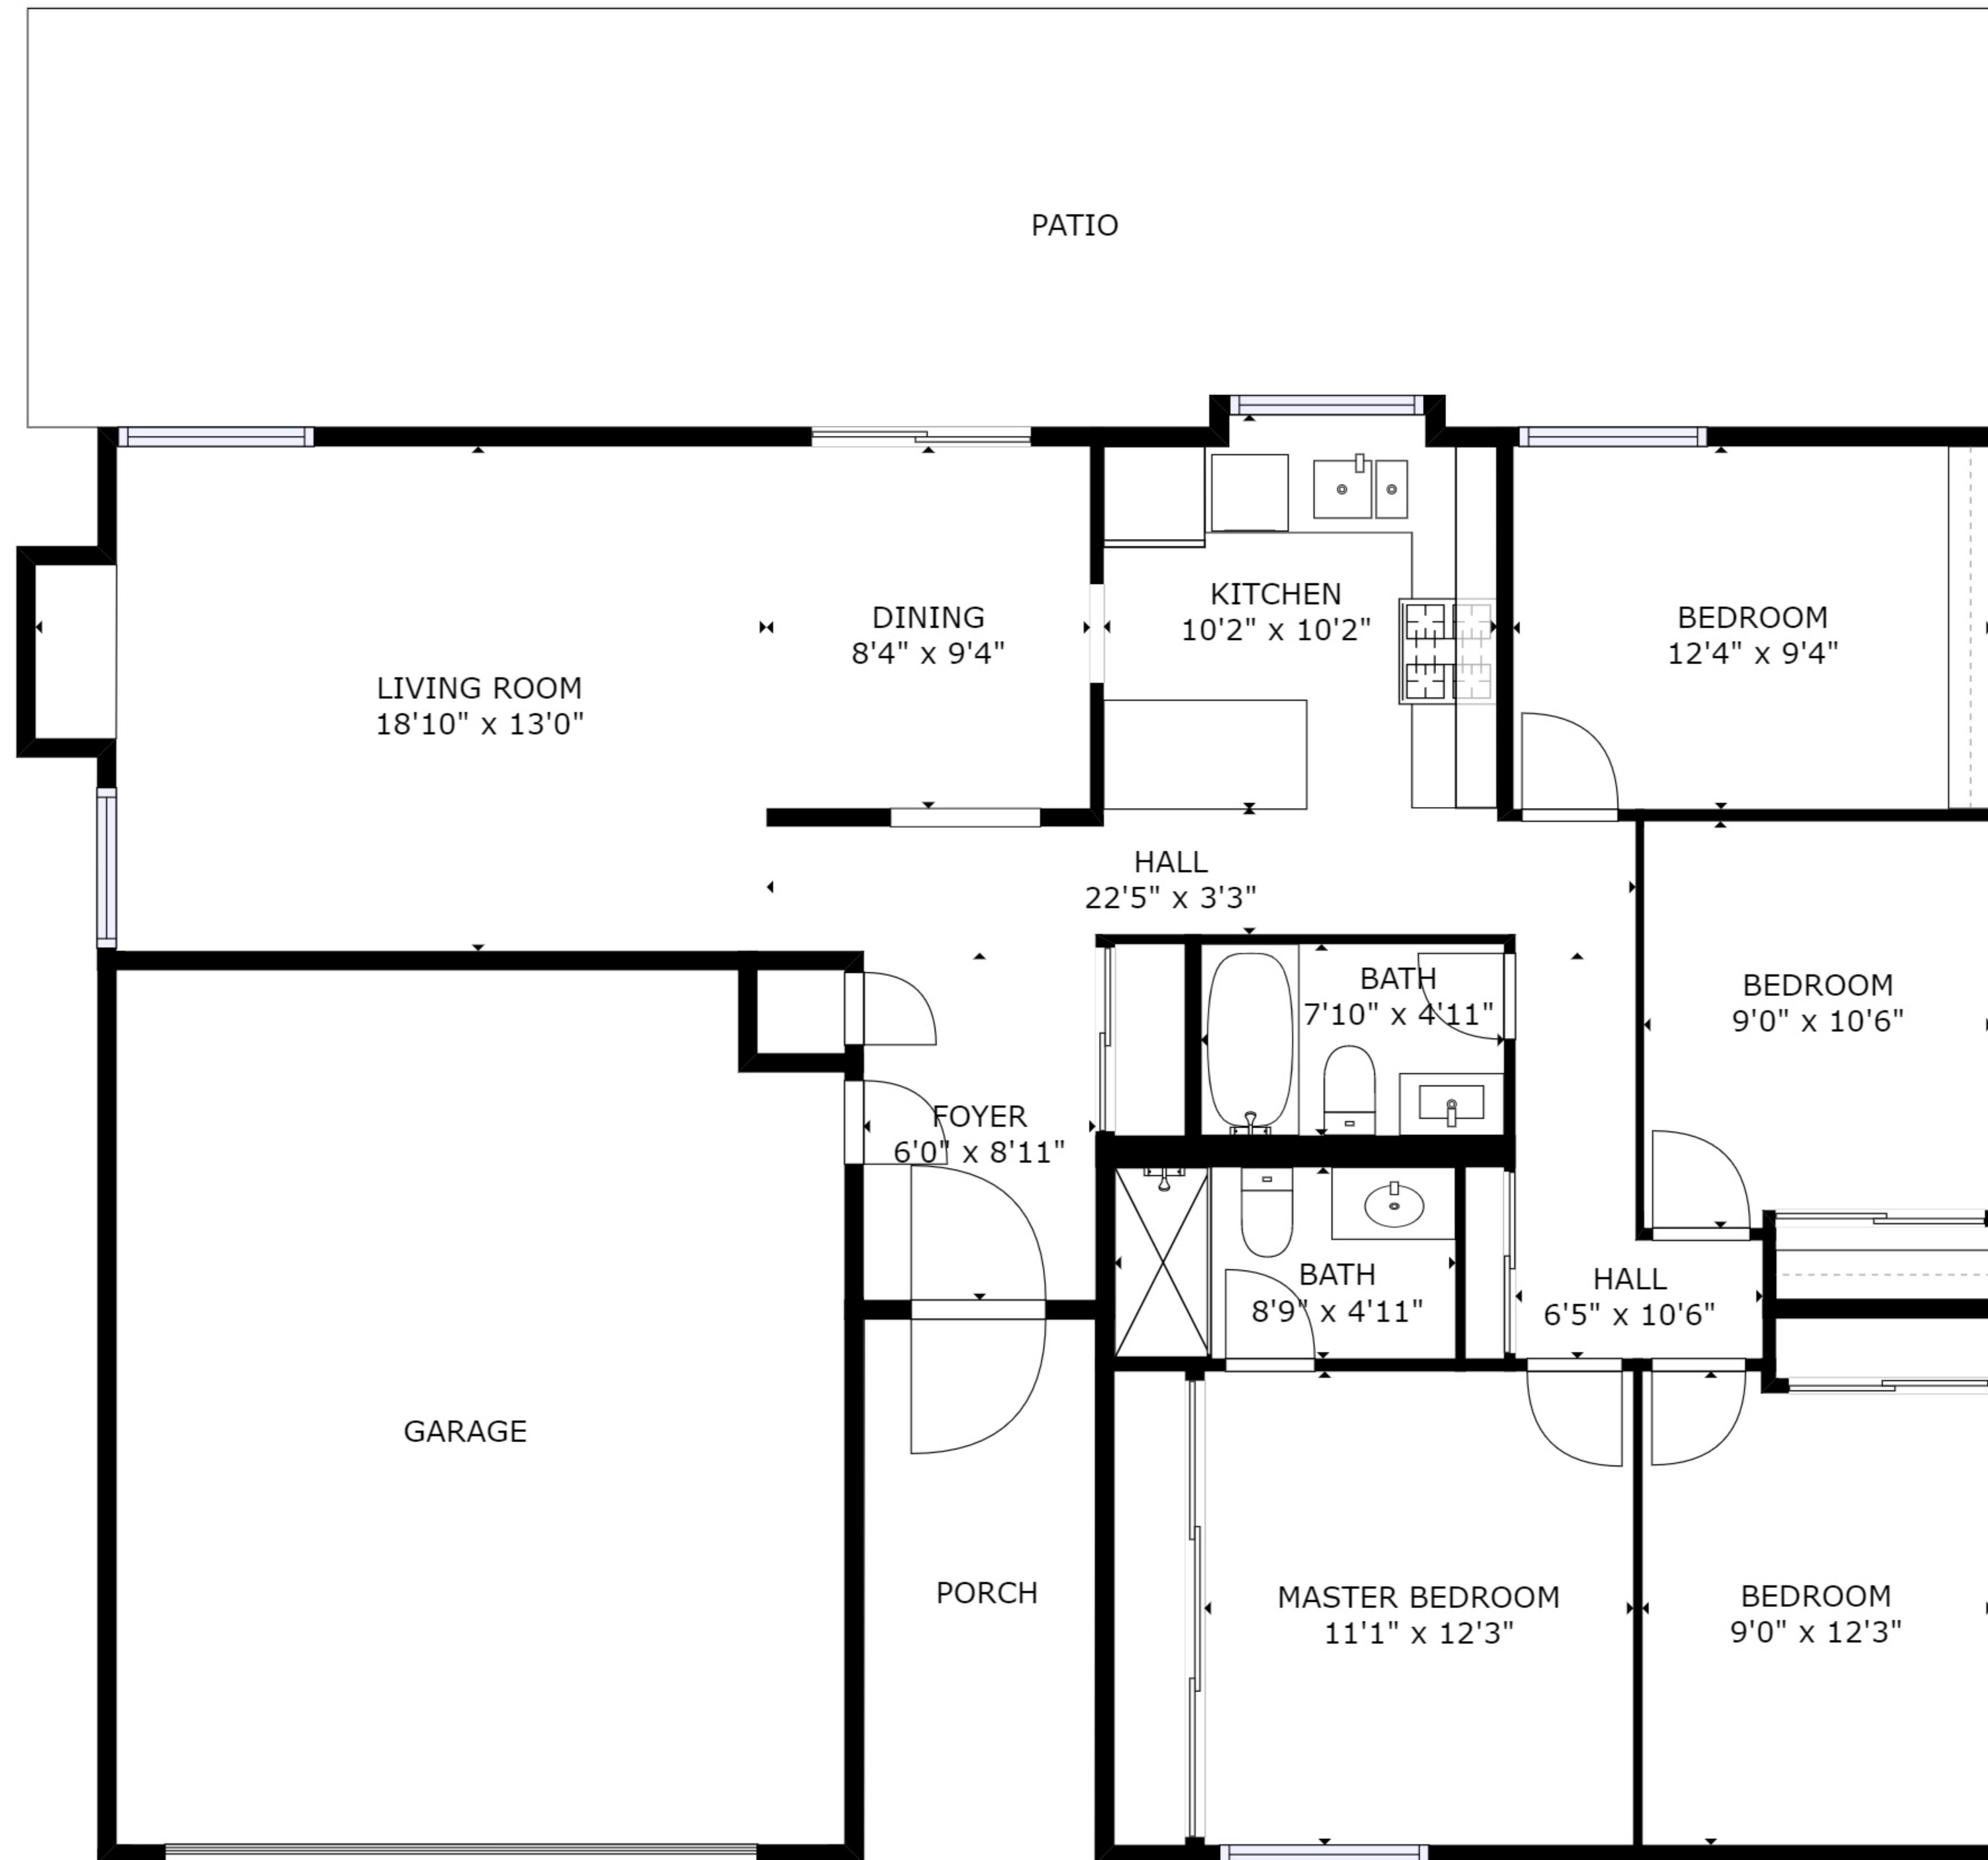 PATIO
KITCHEN
10'2" x 10'2"
DINING
8'4" x 9'4"
BEDROOM
12'4" x 9'4"
LIVING ROOM
18'10" x 13'0"
HALL
22'5" x 3'3"
BATH
7'10" x 4'11"
BEDROOM
9'0" x 10'6"
FOYER
6'0" x 8'11"
BATH
8'9" x 4'11"
HALL
6'5" x 10'6"
GARAGE
PORCH
MASTER BEDROOM
11'1" x 12'3"
BEDROOM
9'0" x 12'3"